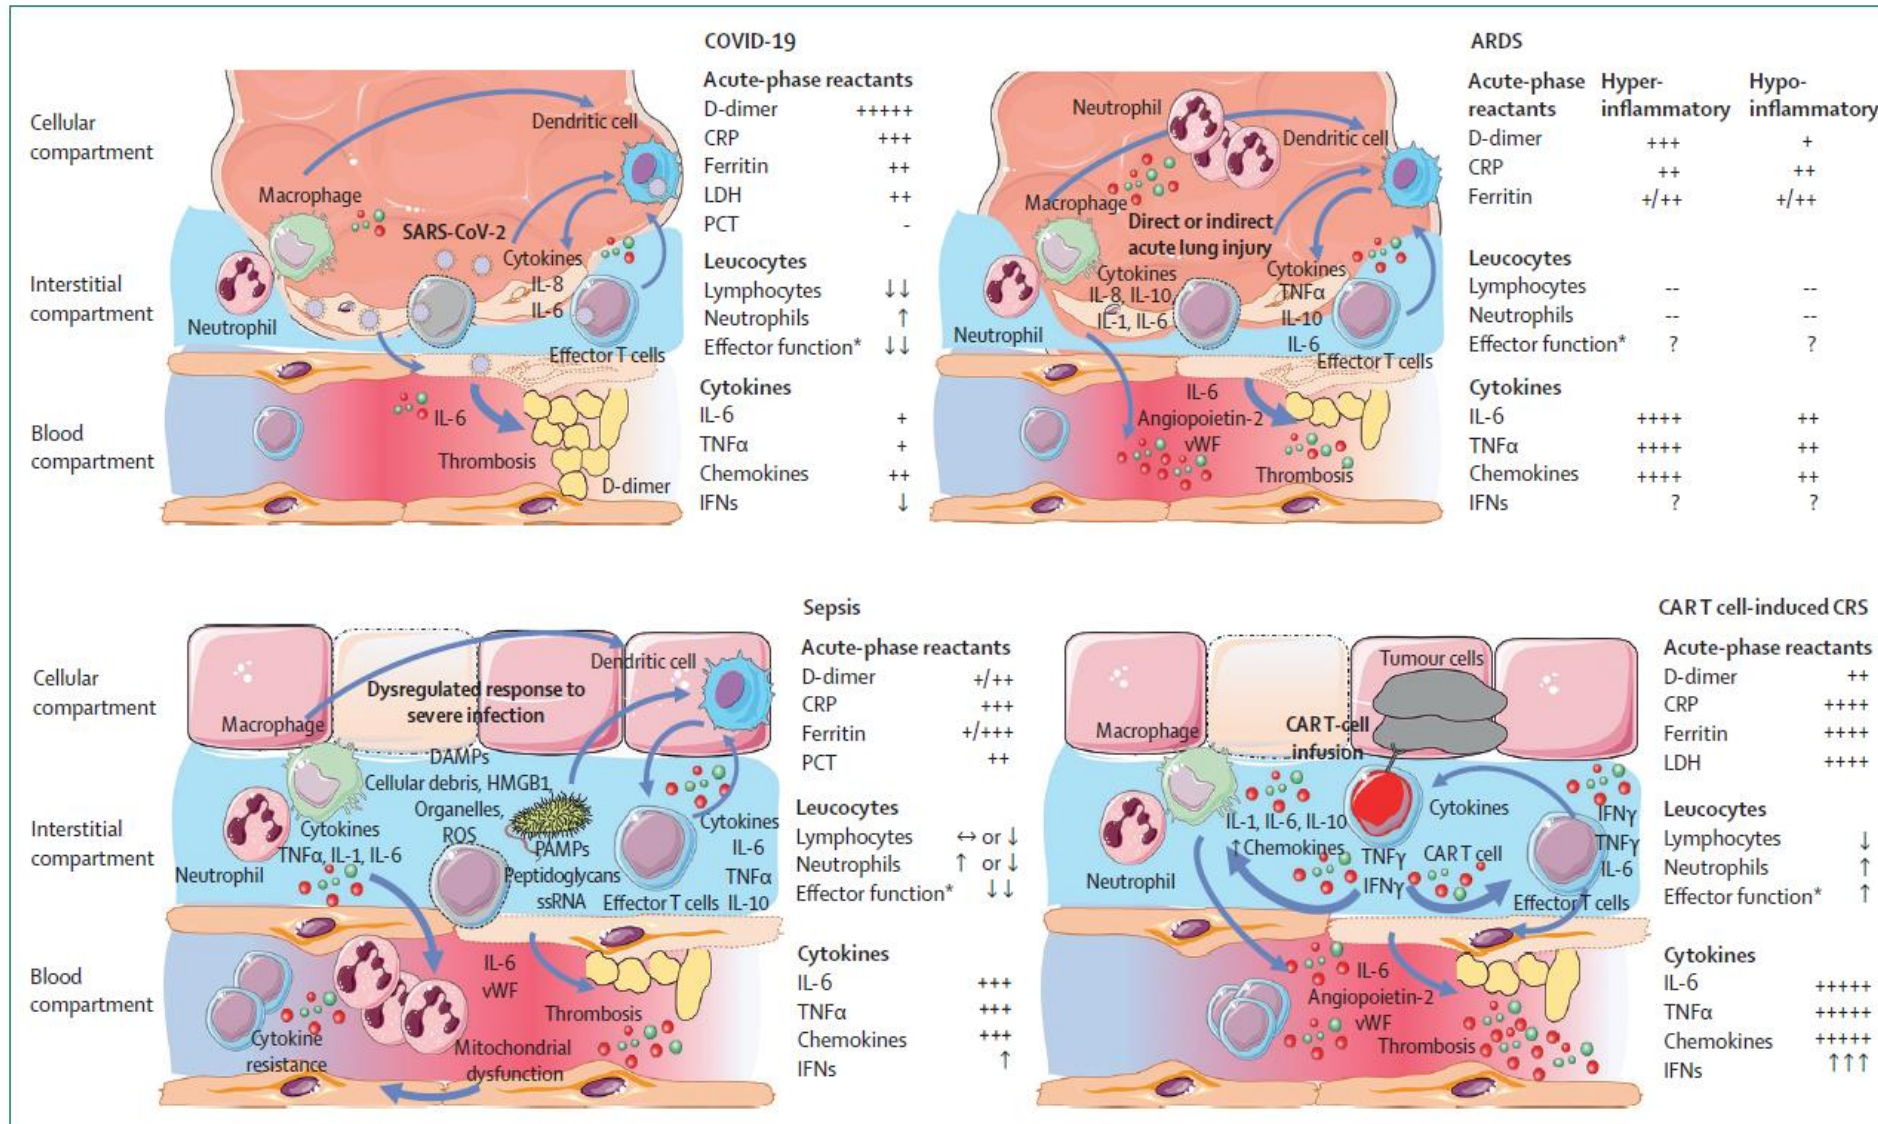 COVID-19
Cellular
compartment
Interstitial
compartment
Blood
compartment
Dendritic cell
Macrophage
SARS-CoV-2
Cytokines
IL-8
IL-6
Neutrophil
Effector T cells
IL-6
Thrombosis
D-dimer
Acute-phase reactants
D-dimer +++++
CRP +++
Ferritin ++
LDH ++
PCT -
Leucocytes
Lymphocytes ↓↓
Neutrophils ↑
Effector function* ↓↓
Cytokines
IL-6 +
TNFα +
Chemokines ++
IFNs ↓
ARDS
Neutrophil
Dendritic cell
Macrophage
Direct or indirect
acute lung injury
Cytokines
IL-8, IL-10,
IL-1, IL-6
Cytokines
TNFα
IL-10
IL-6
Neutrophil
Effector T cells
IL-6
Angiopoietin-2
vWF
Thrombosis
Acute-phase Hyper- Hypo-
reactants inflammatory inflammatory
D-dimer +++ +
CRP ++ ++
Ferritin +/++ +/++
Leucocytes
Lymphocytes -- --
Neutrophils -- --
Effector function* ? ?
Cytokines
IL-6 ++++ ++
TNFα ++++ ++
Chemokines ++++ ++
IFNs ? ?
Sepsis
Cellular
compartment
Interstitial
compartment
Blood
compartment
Dendritic cell
Dysregulated response to
severe infection
Macrophage
DAMPs
Cellular debris, HMGB1,
Organelles,
ROS
Cytokines
TNFα, IL-1, IL-6
Neutrophil
PAMPs
Peptidoglycans
ssRNA
Effector T cells
Cytokines
IL-6
TNFα
IL-10
IL-6
vWF
Thrombosis
Cytokine
resistance
Mitochondrial
dysfunction
Acute-phase reactants
D-dimer +/++
CRP +++
Ferritin +/+++
PCT ++
Leucocytes
Lymphocytes ↔ or ↓
Neutrophils ↑ or ↓
Effector function* ↓↓
Cytokines
IL-6 +++
TNFα +++
Chemokines +++
IFNs ↑
CAR T cell-induced CRS
Tumour cells
Macrophage
CAR T-cell
infusion
Cytokines
IL-1, IL-6, IL-10
↑Chemokines
TNFγ
IFNγ
CAR T cell
IFNγ
TNFγ
IL-6
Neutrophil
Effector T cells
IL-6
Angiopoietin-2
vWF
Thrombosis
Acute-phase reactants
D-dimer ++
CRP ++++
Ferritin ++++
LDH ++++
Leucocytes
Lymphocytes ↓
Neutrophils ↑
Effector function* ↑
Cytokines
IL-6 +++++
TNFα +++++
Chemokines +++++
IFNs ↑↑↑